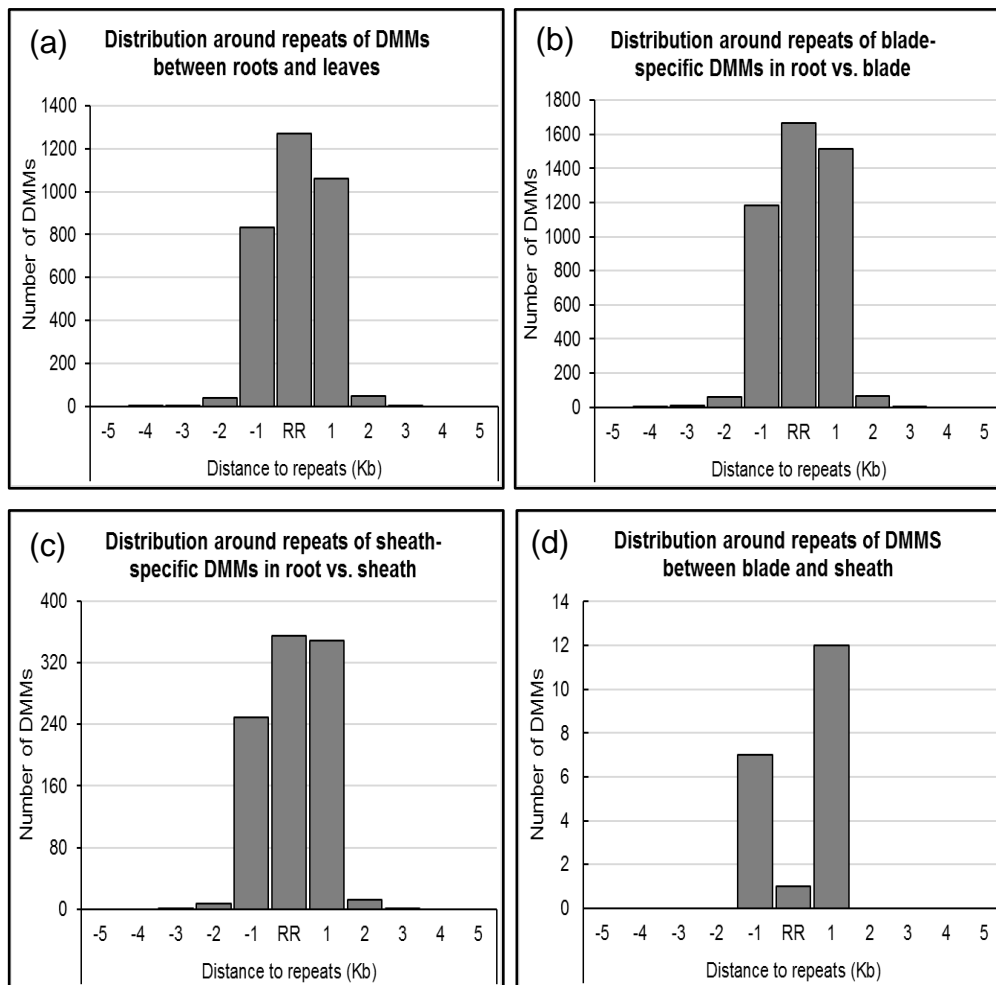 (a)
Distribution around repeats of DMMs
between roots and leaves
Number of DMMs
1400
1200
1000
800
600
400
200
0
-5 -4 -3 -2 -1 RR 1 2 3 4 5
Distance to repeats (Kb)
(b)
Distribution around repeats of blade-
specific DMMs in root vs. blade
Number of DMMs
1800
1600
1400
1200
1000
800
600
400
200
0
-5 -4 -3 -2 -1 RR 1 2 3 4 5
Distance to repeats (Kb)
(c)
Distribution around repeats of sheath-
specific DMMs in root vs. sheath
Number of DMMs
400
320
240
160
80
0
-5 -4 -3 -2 -1 RR 1 2 3 4 5
Distance to repeats (Kb)
(d)
Distribution around repeats of DMMS
between blade and sheath
Number of DMMs
14
12
10
8
6
4
2
0
-5 -4 -3 -2 -1 RR 1 2 3 4 5
Distance to repeats (Kb)